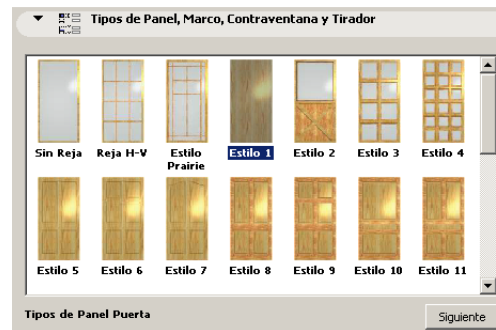 Tipos de Panel, Marco, Contraventana y Tirador
Sin Reja Reja H-V Estilo Prairie Estilo 1 Estilo 2 Estilo 3 Estilo 4
Estilo 5 Estilo 6 Estilo 7 Estilo 8 Estilo 9 Estilo 10 Estilo 11
Tipos de Panel Puerta
Siguiente